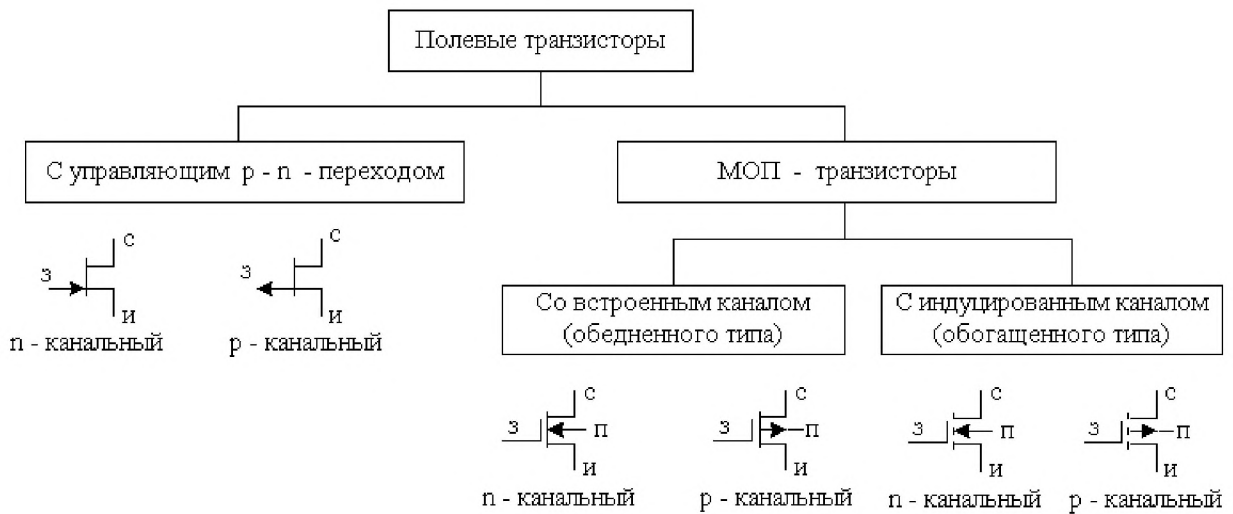 Полевые транзисторы
С управляющим p - n - переходом
МОП - транзисторы
с
з
и
n - канальный
с
з
и
p - канальный
Со встроенным каналом
(обедненного типа)
С индуцированным каналом
(обогащенного типа)
с
з
п
и
n - канальный
с
з
п
и
p - канальный
с
з
п
и
n - канальный
с
з
п
и
p - канальный